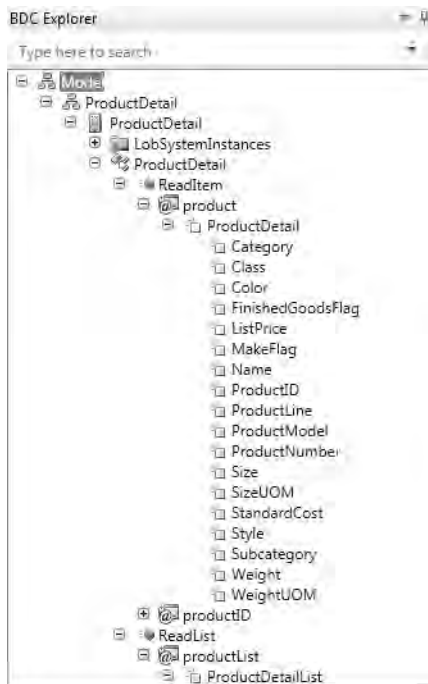 BDC Explorer
Type here to search
Model
ProductDetail
ProductDetail
LobSystemInstances
ProductDetail
ReadItem
product
ProductDetail
Category
Class
Color
FinishedGoodsFlag
ListPrice
MakeFlag
Name
ProductID
ProductLine
ProductModel
ProductNumber
Size
SizeUOM
StandardCost
Style
Subcategory
Weight
WeightUOM
productID
ReadList
productList
ProductDetailList